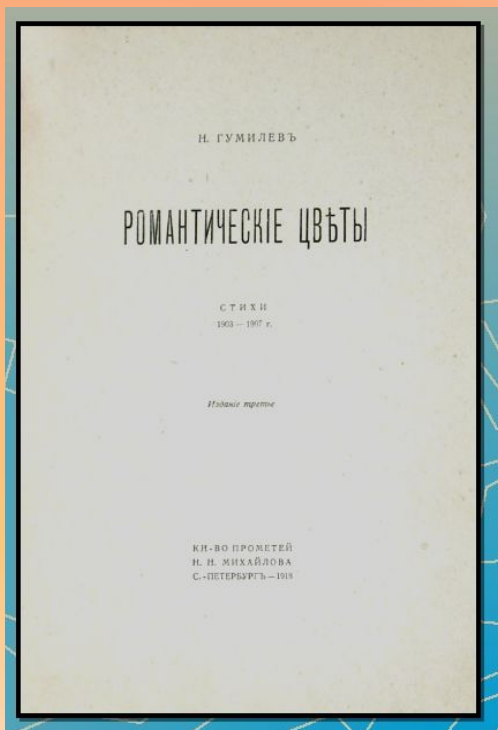 Н. ГУМИЛЕВЪ
РОМАНТИЧЕСКІЕ ЦВѢТЫ
СТИХИ
1903 — 1907 г.
Изданіе третье
КН-ВО ПРОМЕТЕЙ
Н. Н. МИХАЙЛОВА
С.-ПЕТЕРБУРГЪ — 1918